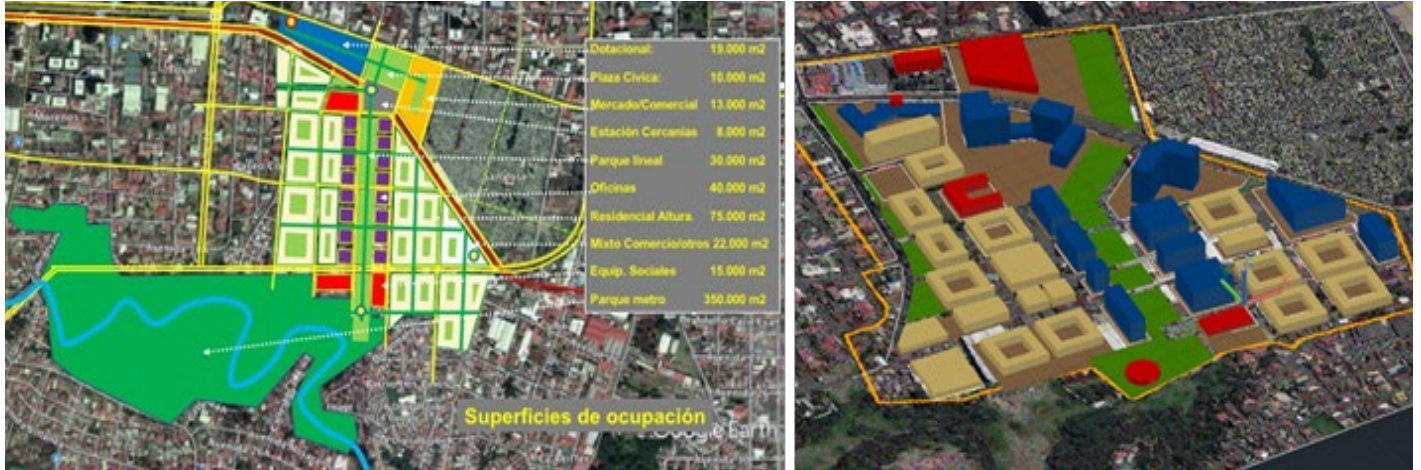 Dotacional: 19.000 m2
Plaza Cívica: 10.000 m2
Mercado/Comercial 13.000 m2
Estación Cercanías 8.000 m2
Parque lineal 30.000 m2
Oficinas 40.000 m2
Residencial Altura. 75.000 m2
Mixto Comercio/otros 22.000 m2
Equip. Sociales 15.000 m2
Parque metro 350.000 m2
Superficies de ocupación
Google Earth